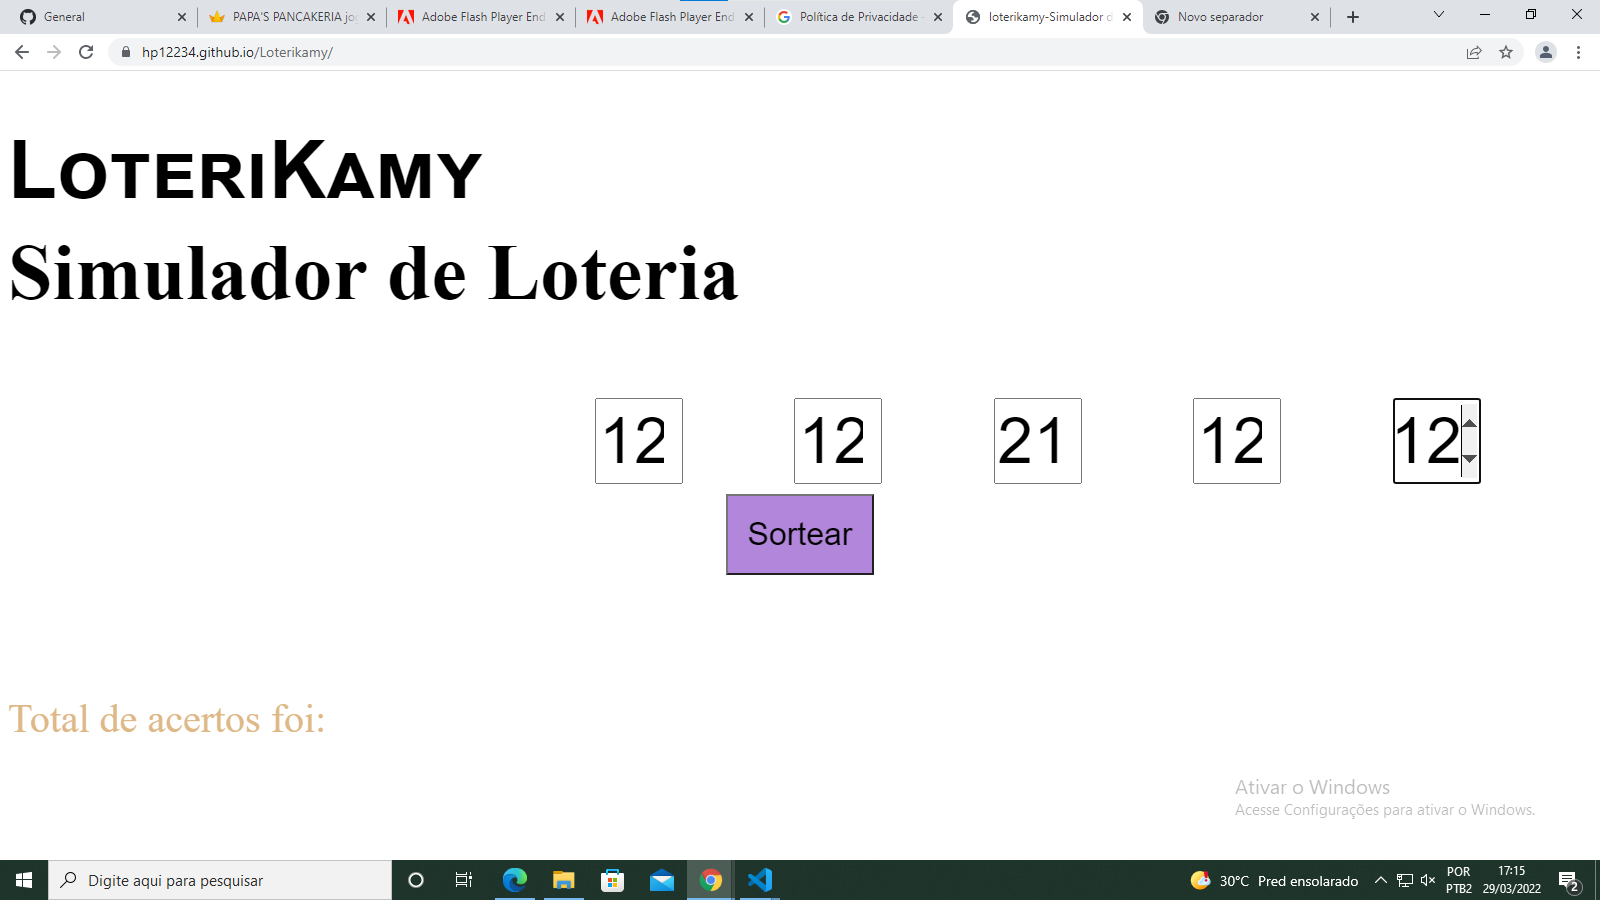 General
PAPA'S PANCAKERIA
Adobe Flash Player End
Adobe Flash Player End
Política de Privacidade
loterikamy-Simulador
Novo separador
hp12234.github.io/Loterikamy/
LoteriKamy
Simulador de Loteria
12 12 21 12 12
Sortear
Total de acertos foi:
Ativar o Windows
Acesse Configurações para ativar o Windows.
Digite aqui para pesquisar
30°C Pred ensolarado
POR
PTB2
17:15
29/03/2022
2